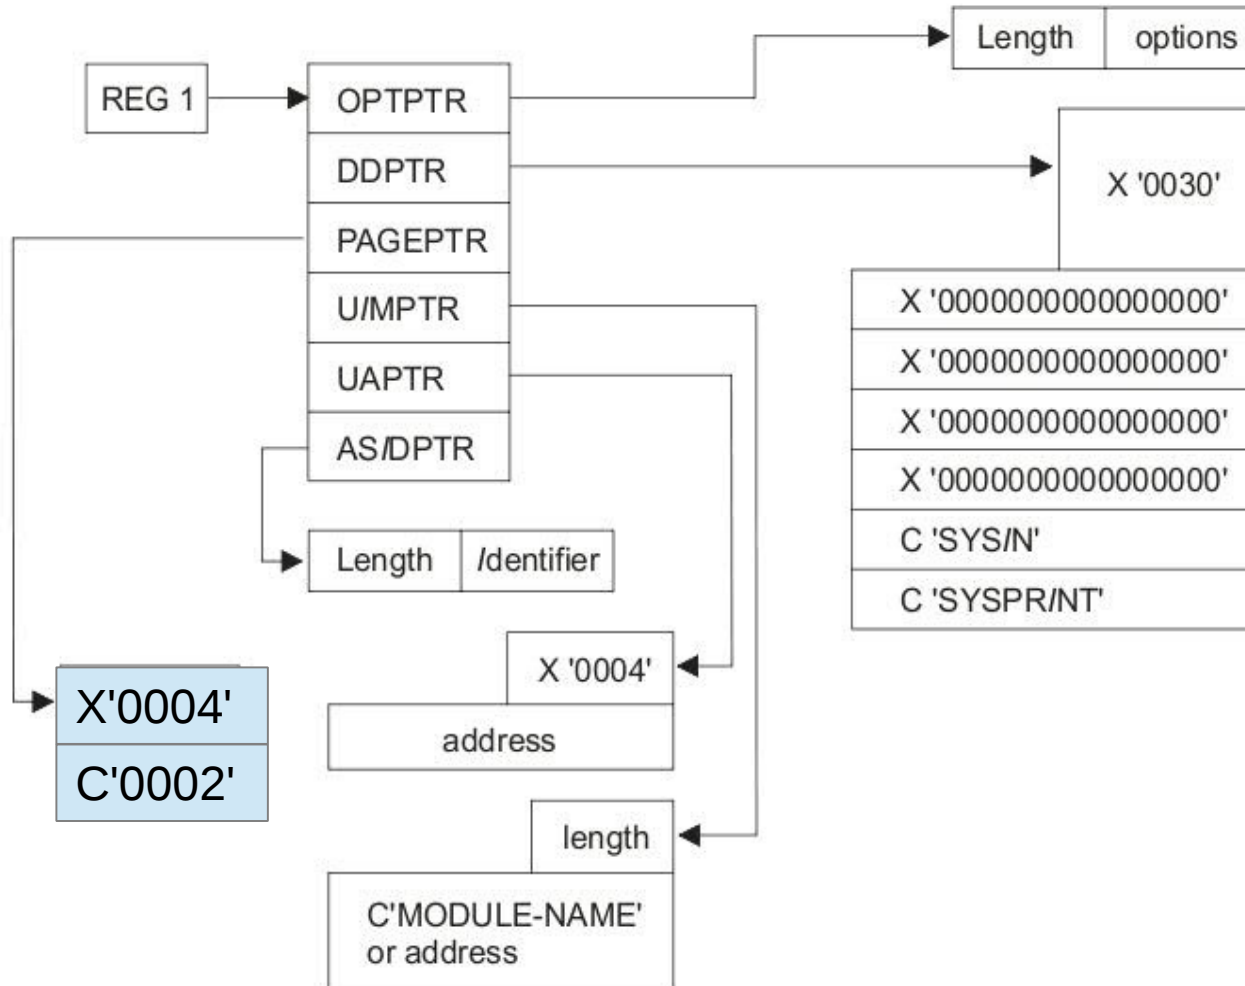 Length options
REG 1
OPTPTR
DDPTR
X '0030'
PAGEPTR
U/MPTR
X '0000000000000000'
X '0000000000000000'
UAPTR
X '0000000000000000'
AS/DPTR
X '0000000000000000'
C 'SYS/N'
Length /dentifier
C 'SYSPR/NT'
X '0004'
X'0004'
address
C'0002'
length
C'MODULE-NAME'
or address